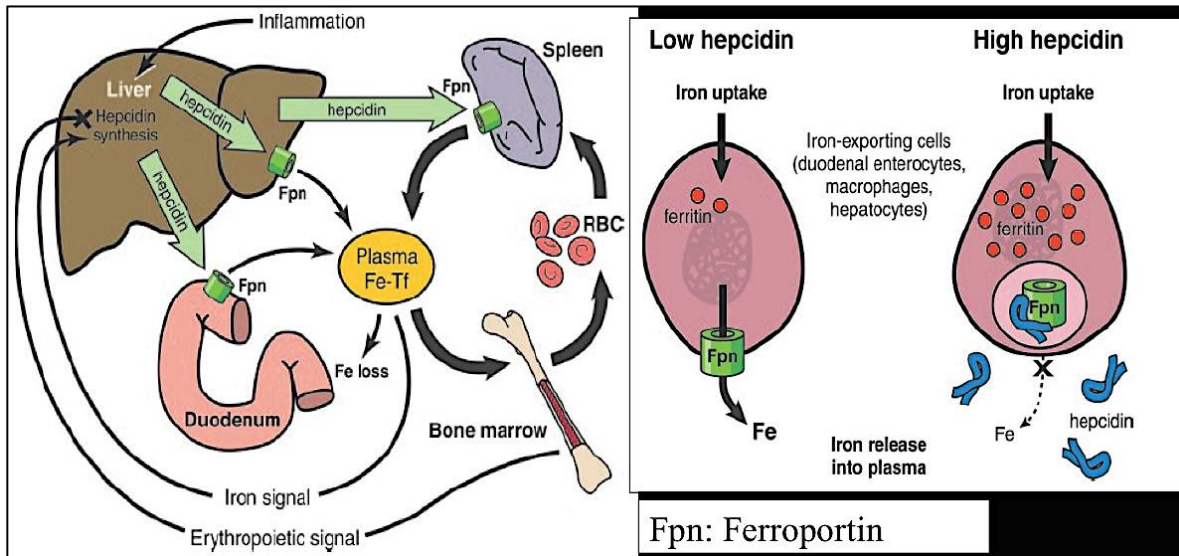 Inflammation
Liver
Hepcidin
synthesis
hepcidin
hepcidin
hepcidin
Fpn
Fpn
Spleen
Fpn
RBC
Plasma
Fe-Tf
Fe loss
Duodenum
Bone marrow
Iron signal
Erythropoietic signal
Low hepcidin
Iron uptake
ferritin
Fpn
Fe
Iron-exporting cells
(duodenal enterocytes,
macrophages,
hepatocytes)
Iron release
into plasma
High hepcidin
Iron uptake
ferritin
Fpn
Fe
hepcidin
Fpn: Ferroportin